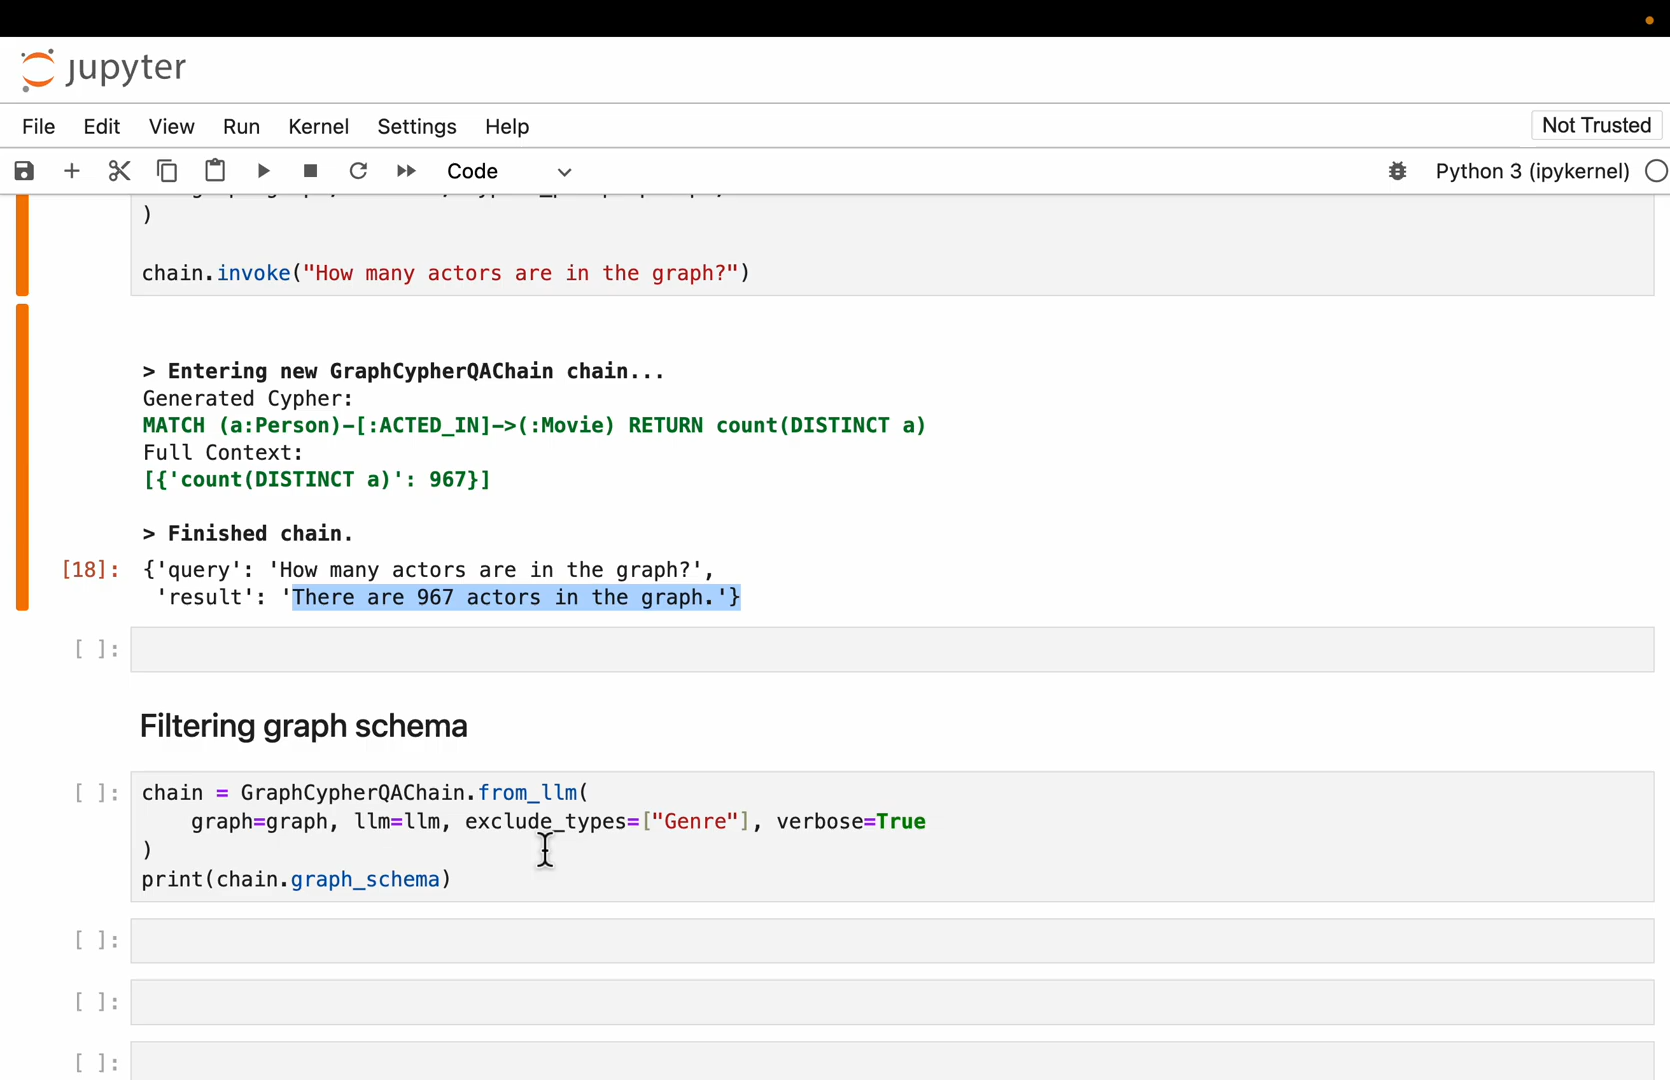 jupyter
File Edit View Run Kernel Settings Help
Not Trusted
Code
Python 3 (ipykernel)
)
chain.invoke("How many actors are in the graph?")
> Entering new GraphCypherQAChain chain...
Generated Cypher:
MATCH (a:Person)-[:ACTED_IN]->(:Movie) RETURN count(DISTINCT a)
Full Context:
[{'count(DISTINCT a)': 967}]
> Finished chain.
[18]: {'query': 'How many actors are in the graph?',
'result': 'There are 967 actors in the graph.'}
[ ]:
Filtering graph schema
[ ]: chain = GraphCypherQAChain.from_llm(
graph=graph, llm=llm, exclude_types=["Genre"], verbose=True
)
print(chain.graph_schema)
[ ]:
[ ]:
[ ]: